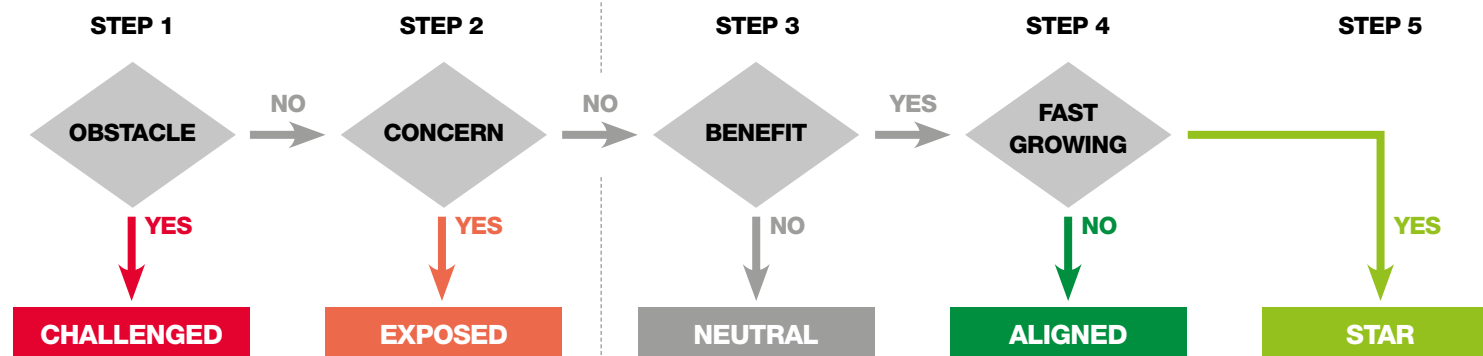 STEP 1
STEP 2
STEP 3
STEP 4
STEP 5
OBSTACLE
NO
CONCERN
NO
BENEFIT
YES
FAST
GROWING
YES
YES
NO
NO
YES
CHALLENGED
EXPOSED
NEUTRAL
ALIGNED
STAR